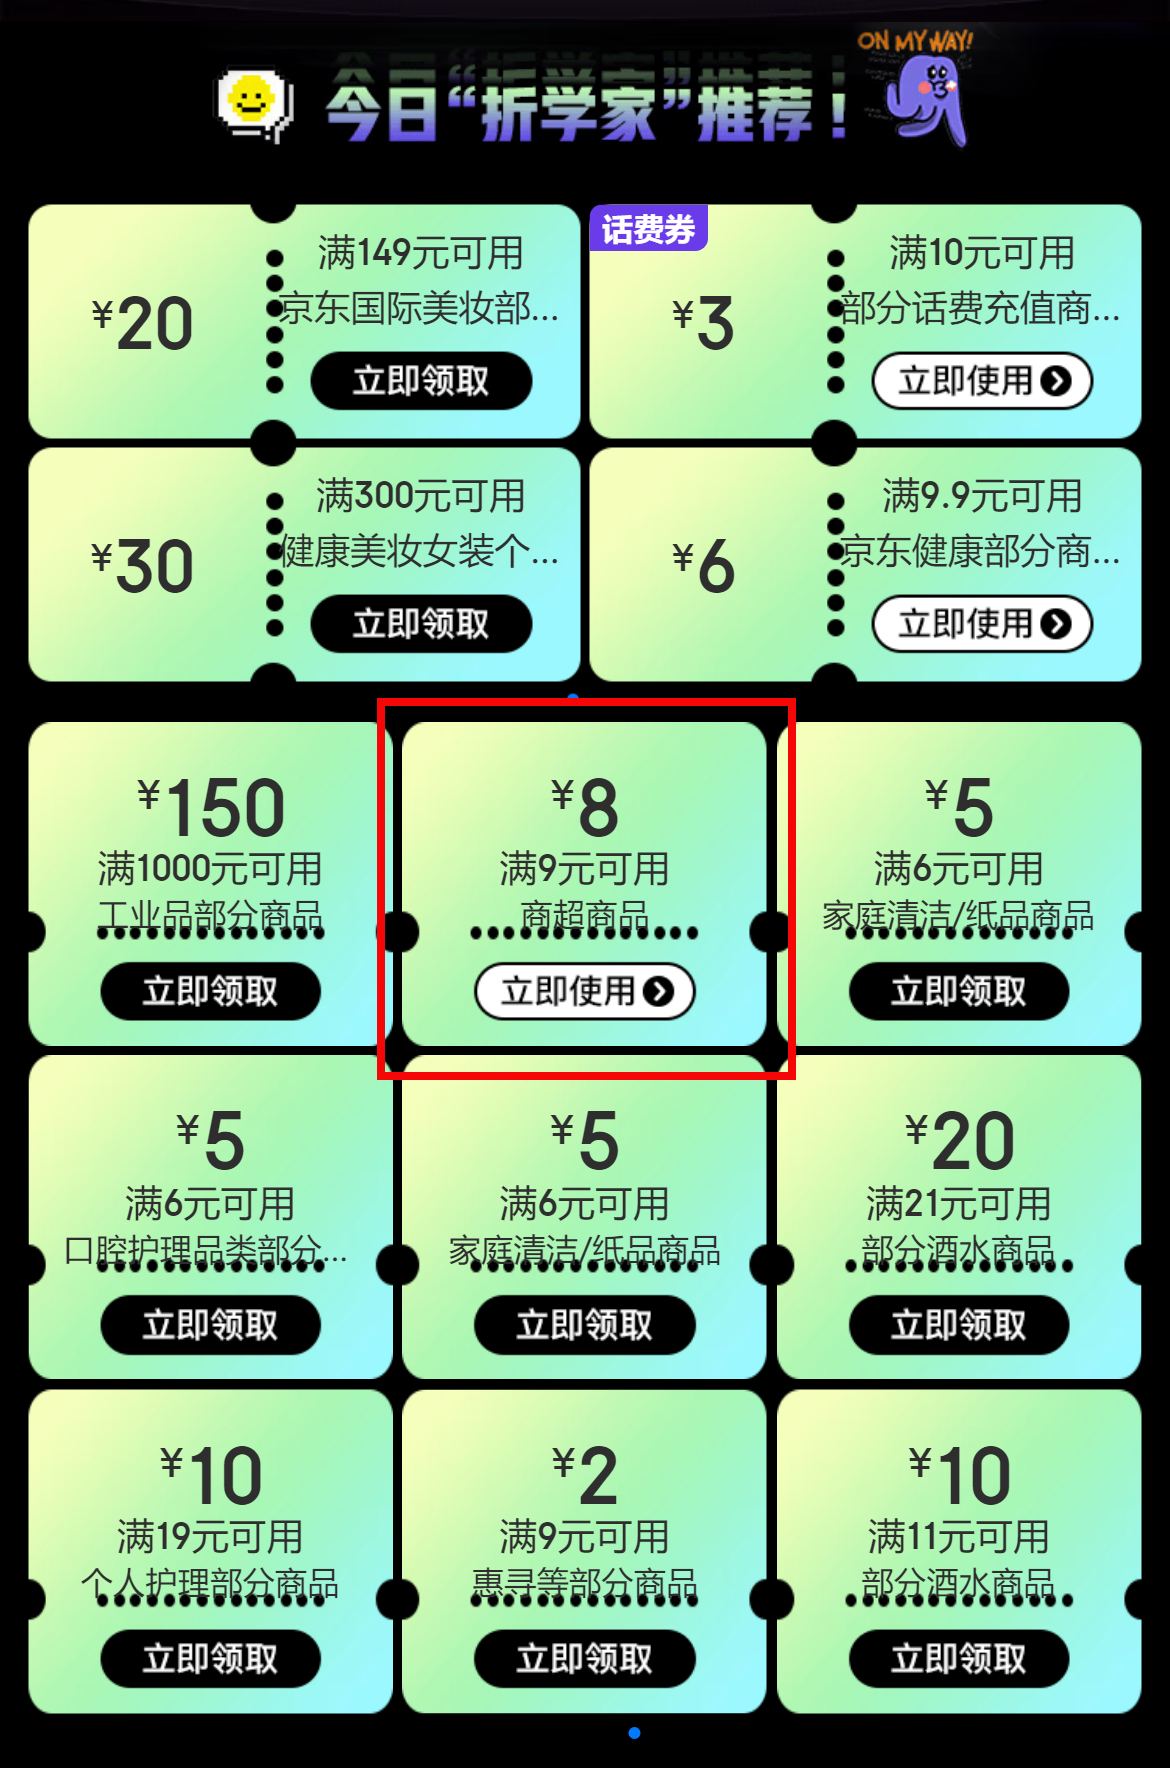 ON MY WAY!
今日“折学家”推荐！
¥20
满149元可用
京东国际美妆部...
立即领取
话费券
¥3
满10元可用
部分话费充值商...
立即使用
¥30
满300元可用
健康美妆女装个...
立即领取
¥6
满9.9元可用
京东健康部分商...
立即使用
¥150
满1000元可用
工业品部分商品
立即领取
¥8
满9元可用
商超商品
立即使用
¥5
满6元可用
家庭清洁/纸品商品
立即领取
¥5
满6元可用
口腔护理品类部分...
立即领取
¥5
满6元可用
家庭清洁/纸品商品
立即领取
¥20
满21元可用
部分酒水商品
立即领取
¥10
满19元可用
个人护理部分商品
立即领取
¥2
满9元可用
惠寻等部分商品
立即领取
¥10
满11元可用
部分酒水商品
立即领取